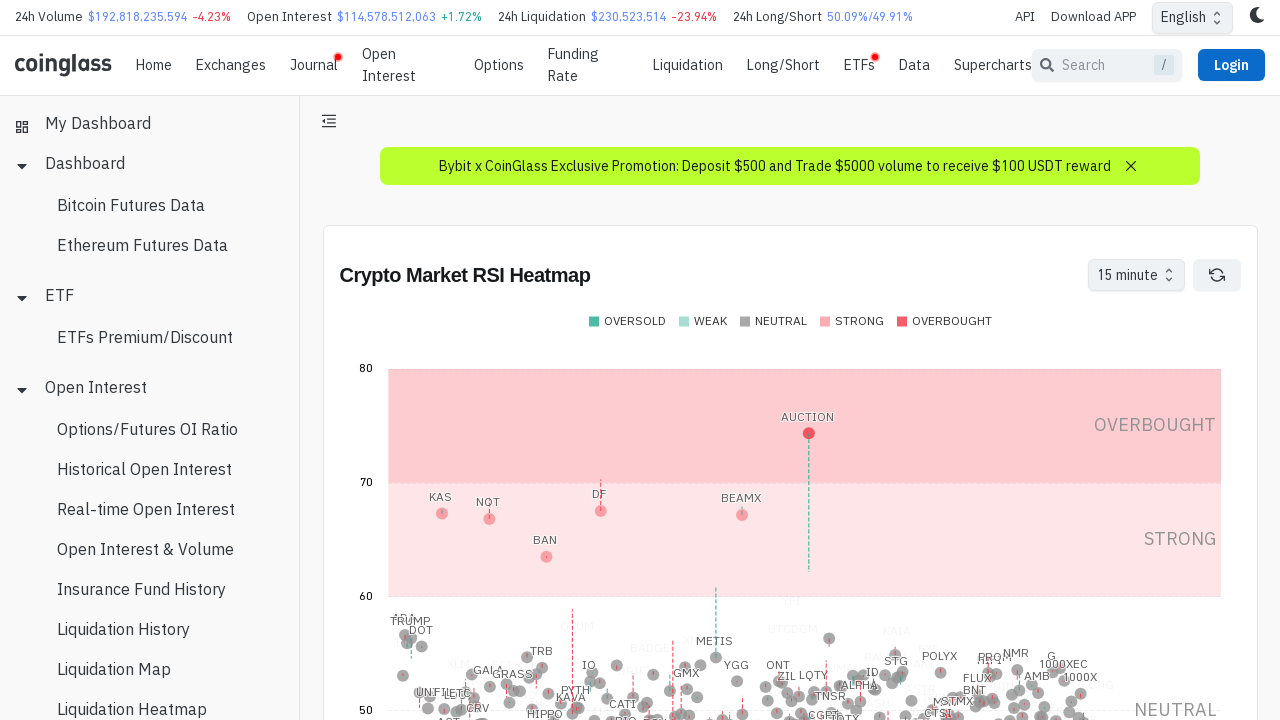 24h Volume $192,818,235,594 -4.23% Open Interest $114,578,512,063 +1.72% 24h Liquidation $230,523,514 -23.94% 24h Long/Short 50.09%/49.91% API Download APP English
coinglass Home Exchanges Journal Open Interest Options Funding Rate Liquidation Long/Short ETFs Data Supercharts Search / Login
My Dashboard
Dashboard
Bitcoin Futures Data
Ethereum Futures Data
ETF
ETFs Premium/Discount
Open Interest
Options/Futures OI Ratio
Historical Open Interest
Real-time Open Interest
Open Interest & Volume
Insurance Fund History
Liquidation History
Liquidation Map
Liquidation Heatmap
Bybit x CoinGlass Exclusive Promotion: Deposit $500 and Trade $5000 volume to receive $100 USDT reward
Crypto Market RSI Heatmap
15 minute
OVERSOLD WEAK NEUTRAL STRONG OVERBOUGHT
80
AUCTION
OVERBOUGHT
70
DF
KAS
NOT
BEAMX
BAN
STRONG
60
TRUMP
DOT
METIS
TRB
POLYX
NMR
STG
G
IO
YGG
ONT
1000XEC
GALA
GRASS
GMX
ZIL
LQTY
ID
FLUX
AMB
1000X
ALPHA
PYTH
BNT
TNSR
KAVA
CATI
CRV
HIPPO
CTSI
50
NEUTRAL